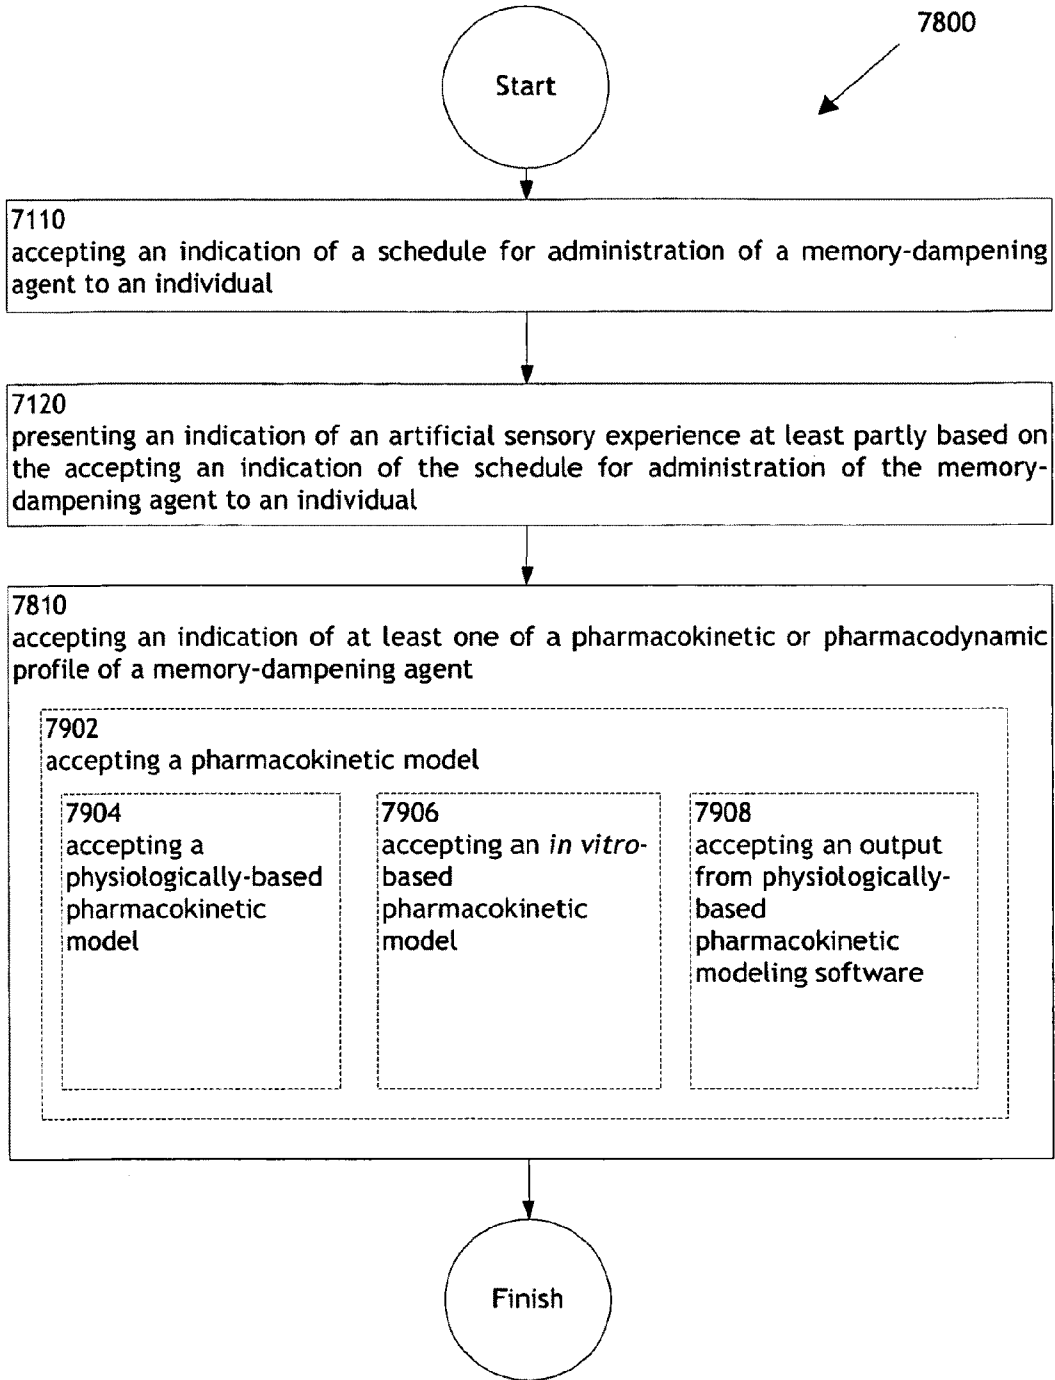 7800
Start
7110
accepting an indication of a schedule for administration of a memory-dampening
agent to an individual
7120
presenting an indication of an artificial sensory experience at least partly based on
the accepting an indication of the schedule for administration of the memory-
dampening agent to an individual
7810
accepting an indication of at least one of a pharmacokinetic or pharmacodynamic
profile of a memory-dampening agent
7902
accepting a pharmacokinetic model
7904
accepting a
physiologically-based
pharmacokinetic
model
7906
accepting an in vitro-
based
pharmacokinetic
model
7908
accepting an output
from physiologically-
based
pharmacokinetic
modeling software
Finish